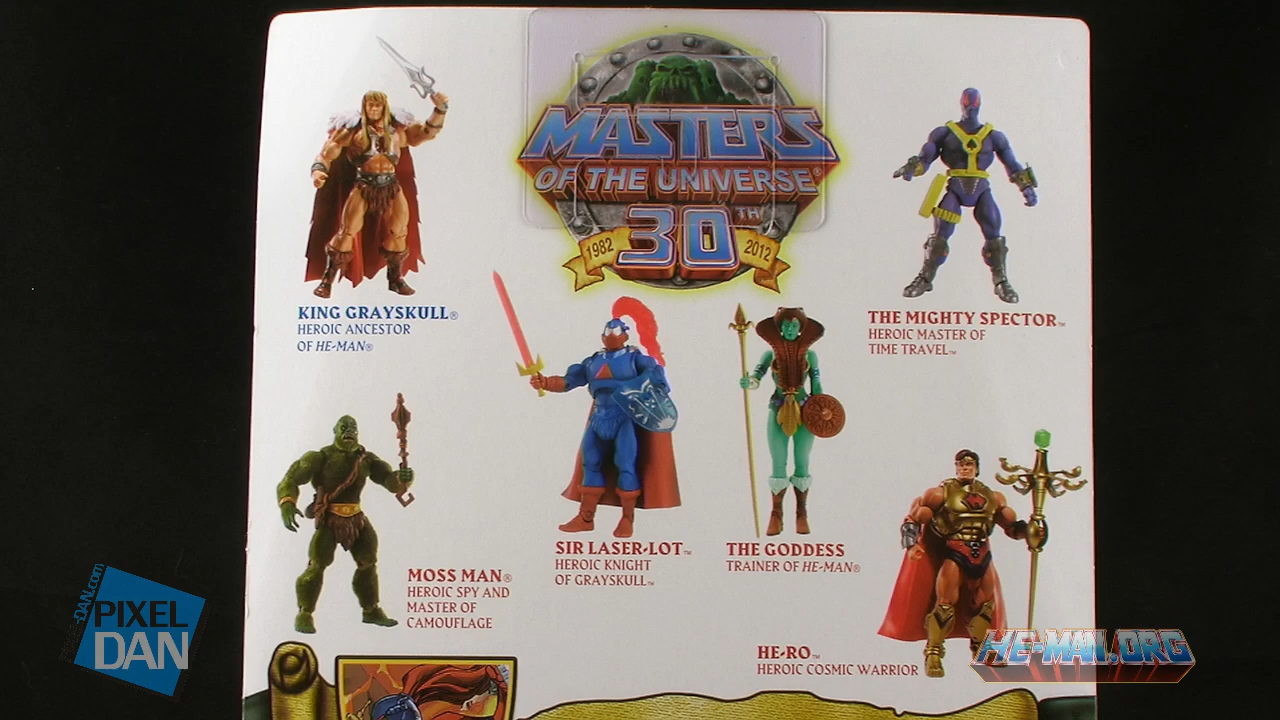 MASTERS
OF THE UNIVERSE®
30TH
1982
2012
KING GRAYSKULL®
HEROIC ANCESTOR
OF HE-MAN®
THE MIGHTY SPECTOR™
HEROIC MASTER OF
TIME TRAVEL™
SIR LASER-LOT™
HEROIC KNIGHT
OF GRAYSKULL™
THE GODDESS
TRAINER OF HE-MAN®
MOSS MAN®
HEROIC SPY AND
MASTER OF
CAMOUFLAGE
HE-RO™
HEROIC COSMIC WARRIOR
PIXEL
DAN
-DAN.com
HE-MAN.ORG